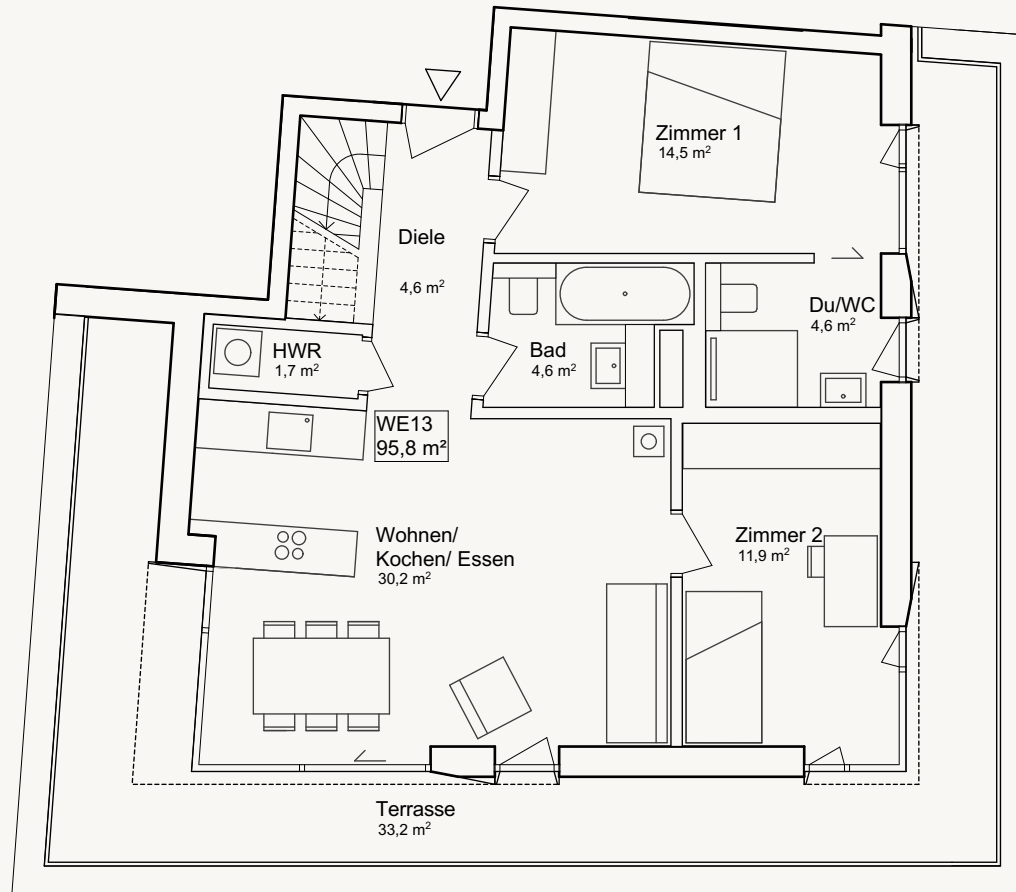 Zimmer 1
14,5 m²
Diele
4,6 m²
Du/WC
4,6 m²
HWR
1,7 m²
Bad
4,6 m²
WE13
95,8 m²
Wohnen/
Kochen/ Essen
30,2 m²
Zimmer 2
11,9 m²
Terrasse
33,2 m²